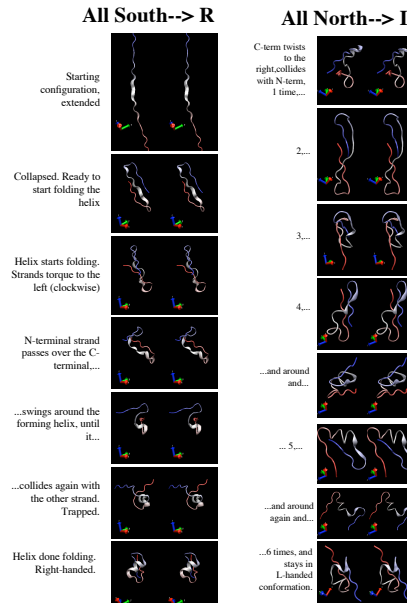 All South--> R
Starting
configuration,
extended
Collapsed. Ready to
start folding the
helix
Helix starts folding.
Strands torque to the
left (clockwise)
N-terminal strand
passes over the C-
terminal,...
...swings around the
forming helix, until
it...
...collides again with
the other strand.
Trapped.
Helix done folding.
Right-handed.
All North-->
C-term twists
to the
right,collides
with N-term,
1 time,...
2,...
3,...
4,...
...and around
and...
... 5,...
...and around
again and...
...6 times, and
stays in
L-handed
conformation.